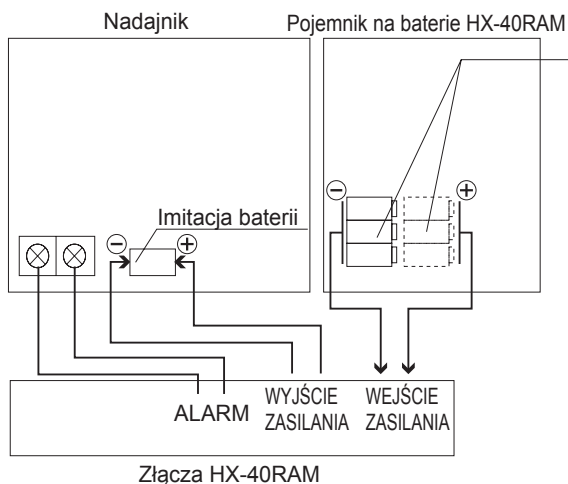 Nadajnik
Pojemnik na baterie HX-40RAM
Imitacja baterii
⊖ ⊕
⊖ ⊕
ALARM
WYJŚCIE
ZASILANIA
WEJŚCIE
ZASILANIA
Złącza HX-40RAM